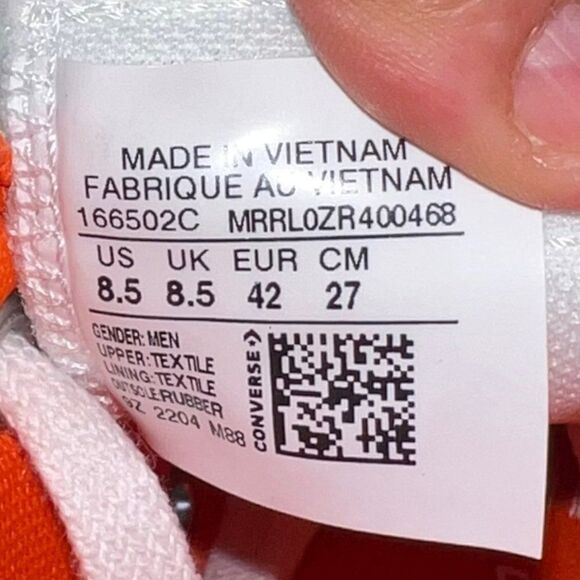 MADE IN VIETNAM
FABRIQUE AU VIETNAM
166502C MRRL0ZR400468
US UK EUR CM
8.5 8.5 42 27
GENDER: MEN
UPPER: TEXTILE
LINING: TEXTILE
OUTSOLE:RUBBER
9Z 2204 M88
CONVERSE